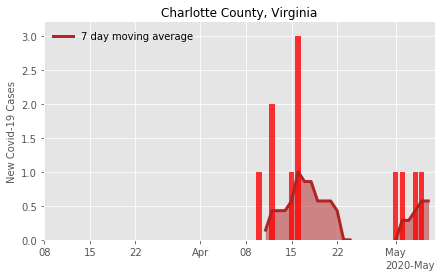 Charlotte County, Virginia
7 day moving average
New Covid-19 Cases
3.0
2.5
2.0
1.5
1.0
0.5
0.0
08 15 22 Apr 08 15 22 May
2020-May